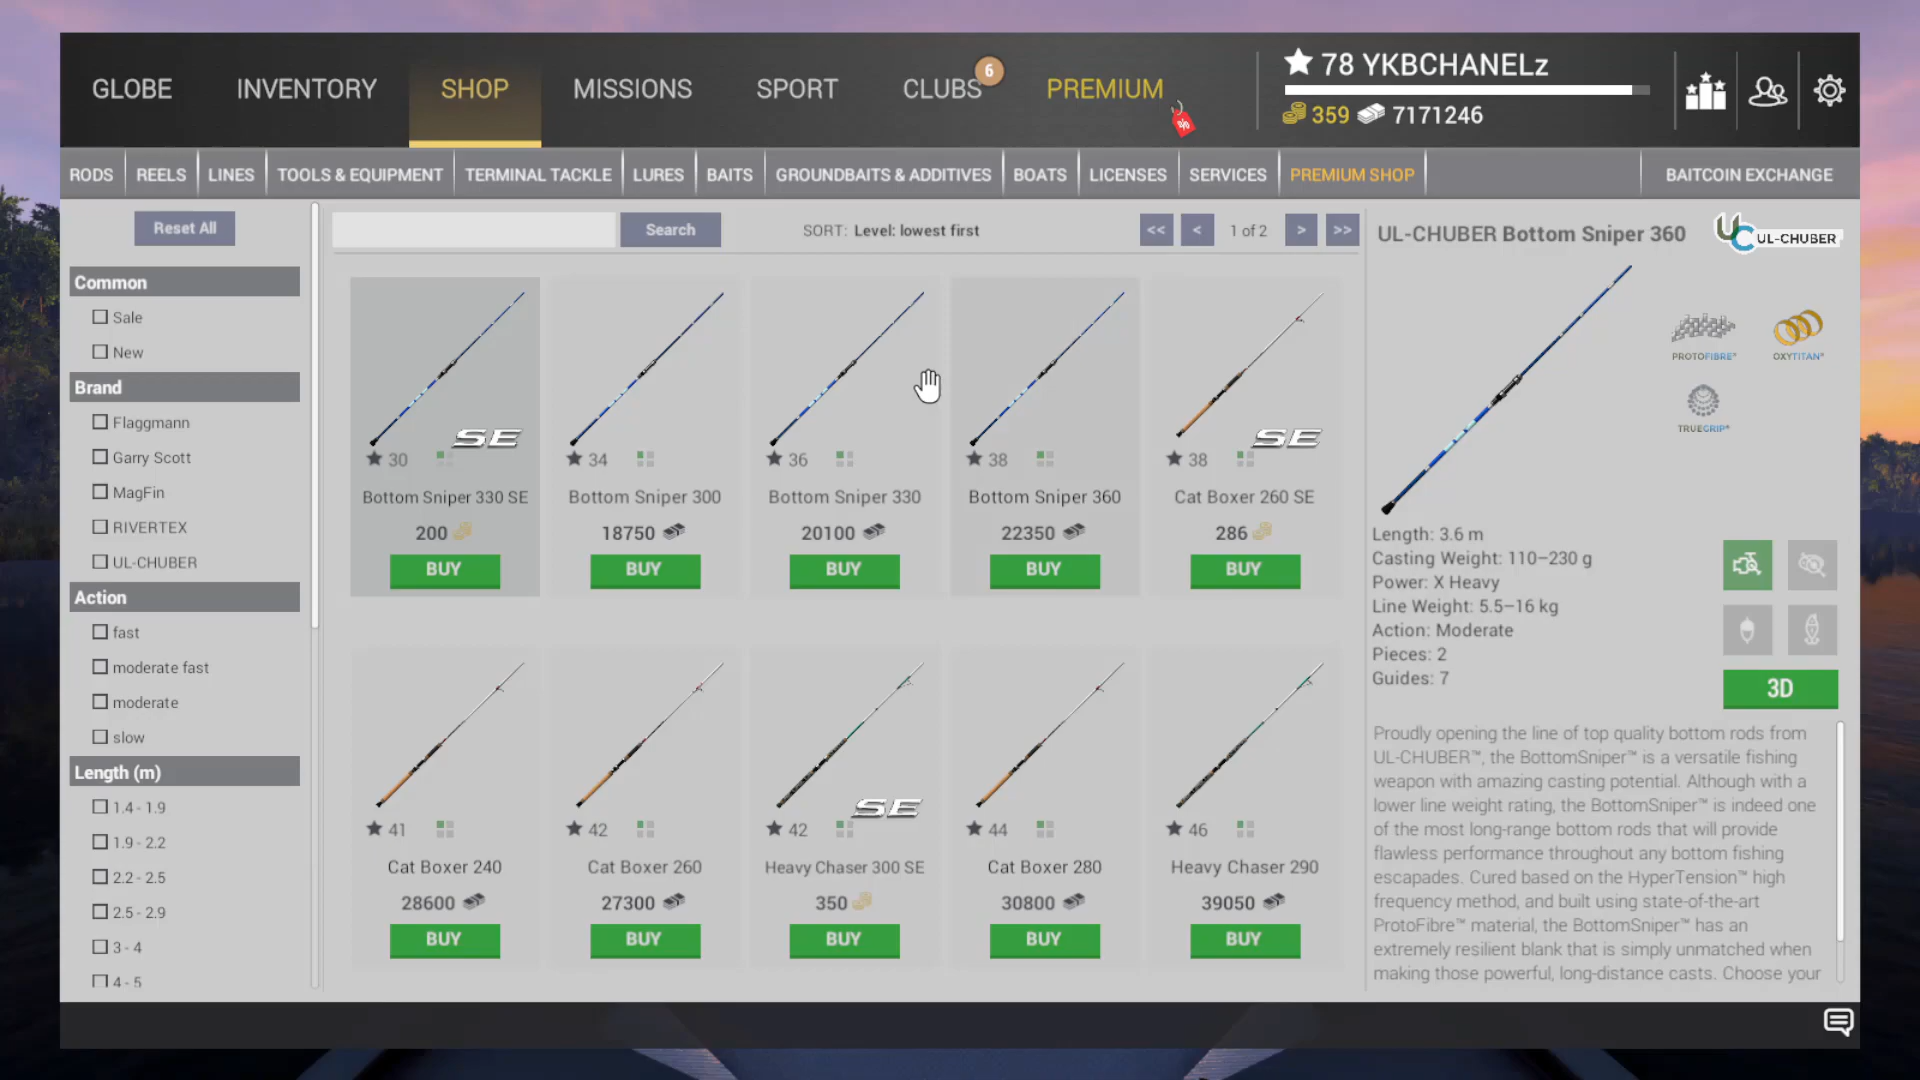 GLOBE INVENTORY SHOP MISSIONS SPORT CLUBS 6 PREMIUM %
78 YKBCHANELz
359 7171246
RODS REELS LINES TOOLS & EQUIPMENT TERMINAL TACKLE LURES BAITS GROUNDBAITS & ADDITIVES BOATS LICENSES SERVICES PREMIUM SHOP BAITCOIN EXCHANGE
Reset All
Search
SORT: Level: lowest first
<< < 1 of 2 > >>
Common
Sale
New
Brand
Flaggmann
Garry Scott
MagFin
RIVERTEX
UL-CHUBER
Action
fast
moderate fast
moderate
slow
Length (m)
1.4 - 1.9
1.9 - 2.2
2.2 - 2.5
2.5 - 2.9
3 - 4
4 - 5
SE SE
30 34 36 38 38
Bottom Sniper 330 SE Bottom Sniper 300 Bottom Sniper 330 Bottom Sniper 360 Cat Boxer 260 SE
200 18750 20100 22350 286
BUY BUY BUY BUY BUY
SE
41 42 42 44 46
Cat Boxer 240 Cat Boxer 260 Heavy Chaser 300 SE Cat Boxer 280 Heavy Chaser 290
28600 27300 350 30800 39050
BUY BUY BUY BUY BUY
UL-CHUBER Bottom Sniper 360
UC UL-CHUBER
PROTOFIBRE® OXYTITAN®
TRUEGRIP®
Length: 3.6 m
Casting Weight: 110–230 g
Power: X Heavy
Line Weight: 5.5–16 kg
Action: Moderate
Pieces: 2
Guides: 7
3D
Proudly opening the line of top quality bottom rods from
UL-CHUBER™, the BottomSniper™ is a versatile fishing
weapon with amazing casting potential. Although with a
lower line weight rating, the BottomSniper™ is indeed one
of the most long-range bottom rods that will provide
flawless performance throughout any bottom fishing
escapades. Cured based on the HyperTension™ high
frequency method, and built using state-of-the-art
ProtoFibre™ material, the BottomSniper™ has an
extremely resilient blank that is simply unmatched when
making those powerful, long-distance casts. Choose your